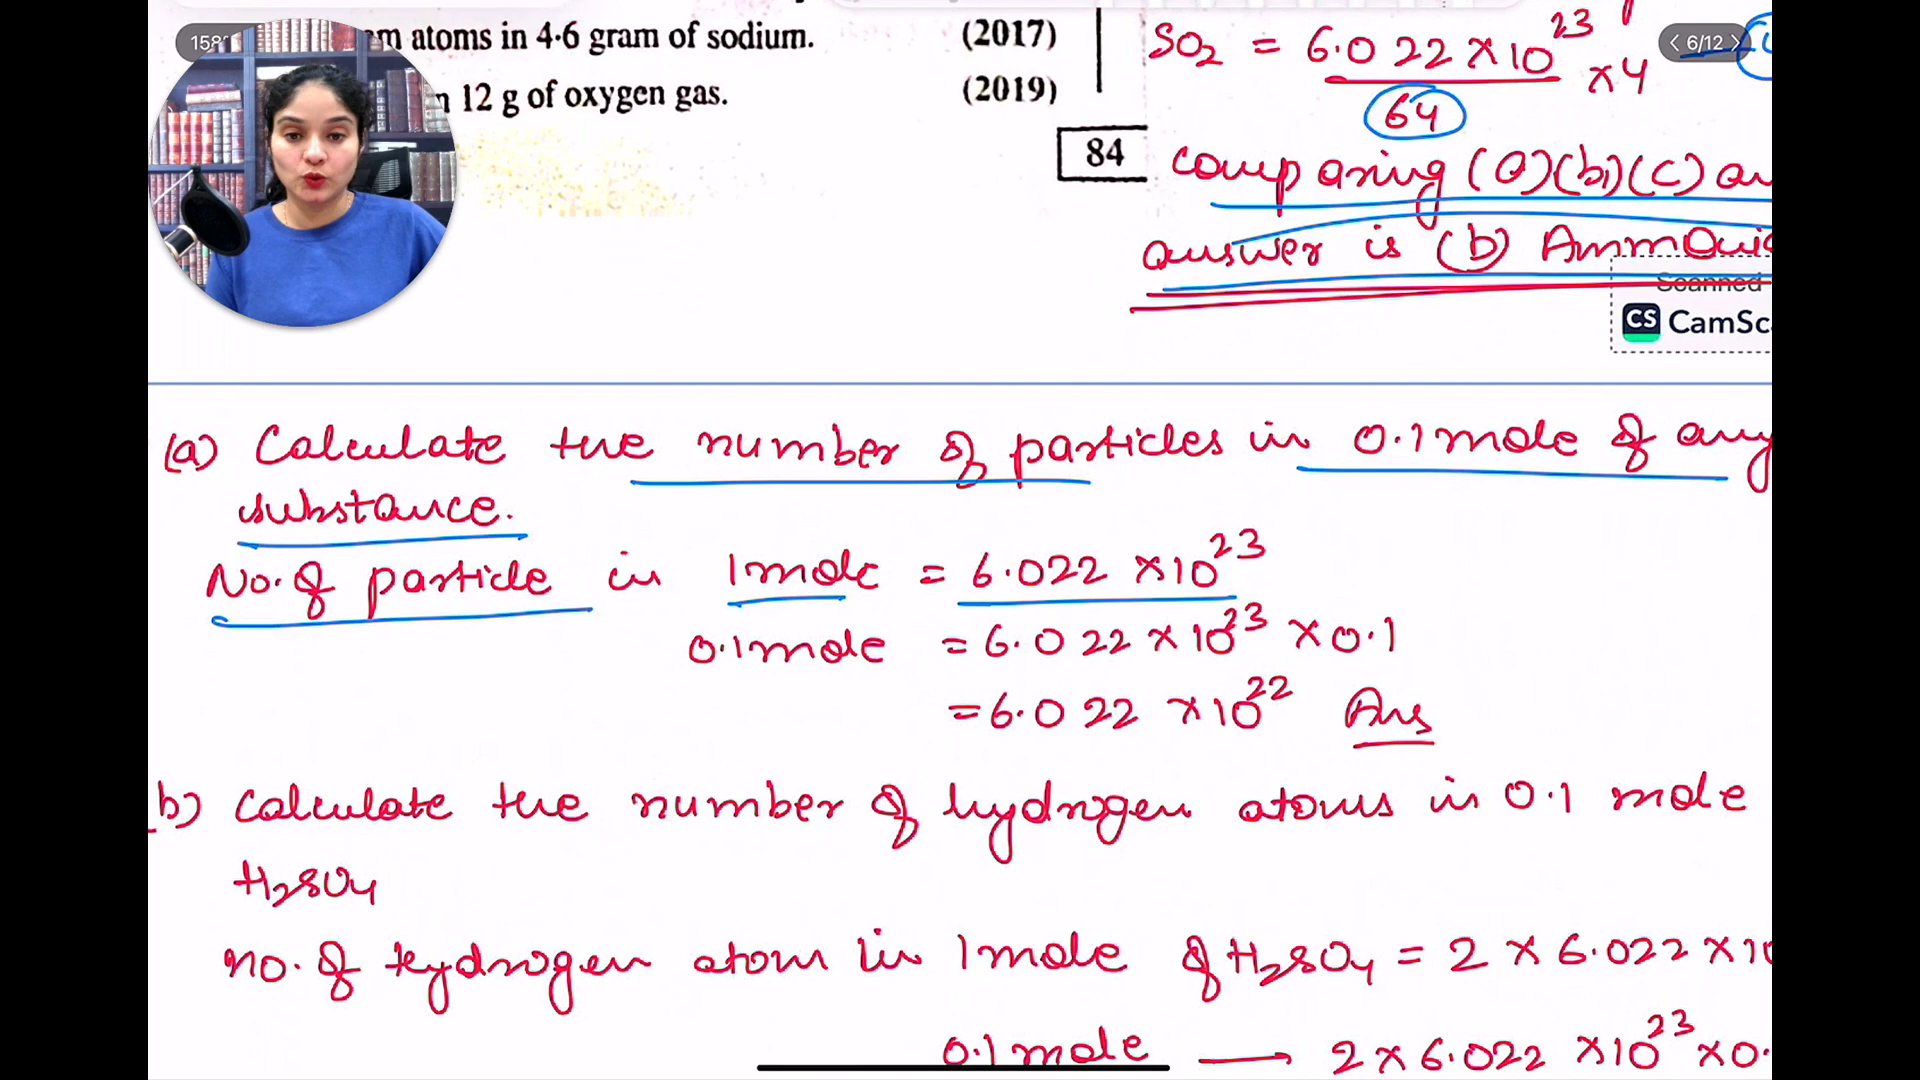 158
m atoms in 4·6 gram of sodium. (2017)
12 g of oxygen gas. (2019)
84
SO2 = 6.022 × 10^23 × 4
64
6/12
comparing (a)(b)(c) an
answer is (b) Ammonia
Scanned
CS CamSc
(a) Calculate the number of particles in 0.1 mole of any
substance.
No. of particle in 1 mole = 6.022 × 10^23
0.1 mole = 6.022 × 10^23 × 0.1
= 6.022 × 10^22 Ans
b) Calculate the number of hydrogen atoms in 0.1 mole
H2SO4
no. of hydrogen atom in 1 mole of H2SO4 = 2 × 6.022 × 10
0.1 mole → 2 × 6.022 × 10^23 × 0.